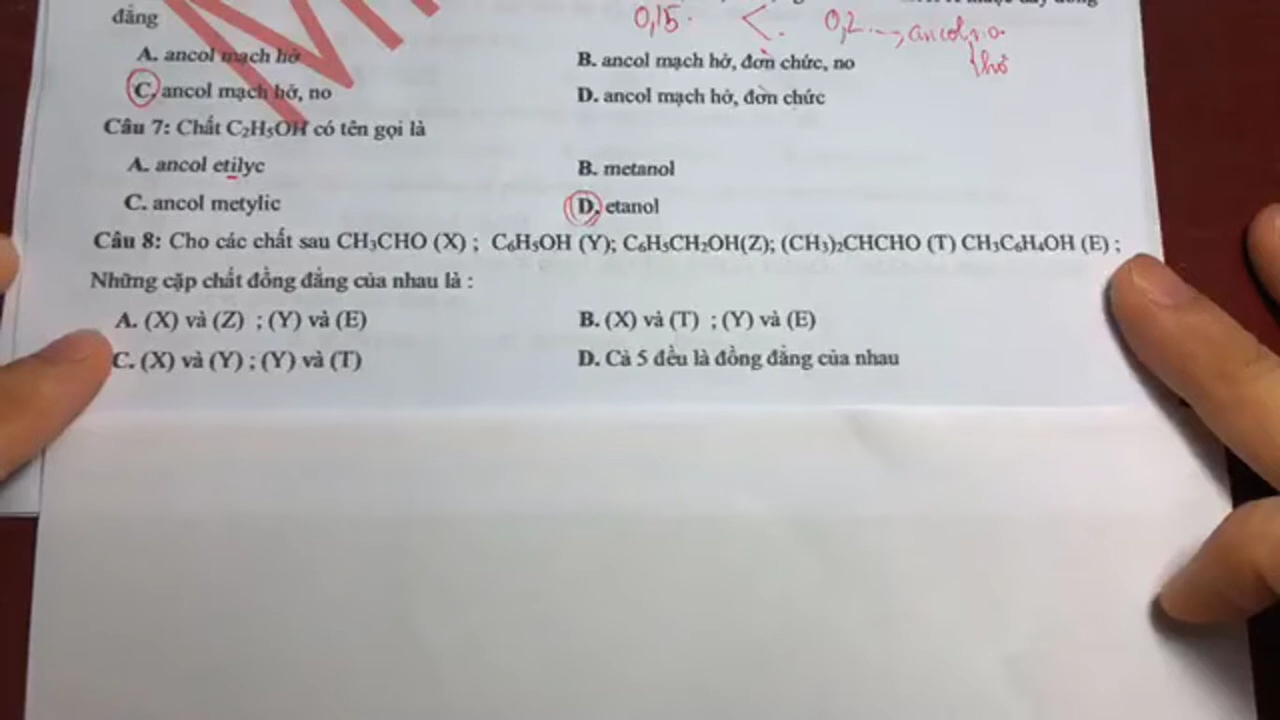 đẳng
0,15. < . 0,2 ... → ancol no
hở
A. ancol mạch hở
B. ancol mạch hở, đơn chức, no
C. ancol mạch hở, no
D. ancol mạch hở, đơn chức
Câu 7: Chất C₂H₅OH có tên gọi là
A. ancol etilyc
B. metanol
C. ancol metylic
D. etanol
Câu 8: Cho các chất sau CH₃CHO (X) ; C₆H₅OH (Y); C₆H₅CH₂OH(Z); (CH₃)₂CHCHO (T) CH₃C₆H₄OH (E) ;
Những cặp chất đồng đẳng của nhau là :
A. (X) và (Z) ; (Y) và (E)
B. (X) và (T) ; (Y) và (E)
C. (X) và (Y) ; (Y) và (T)
D. Cả 5 đều là đồng đẳng của nhau